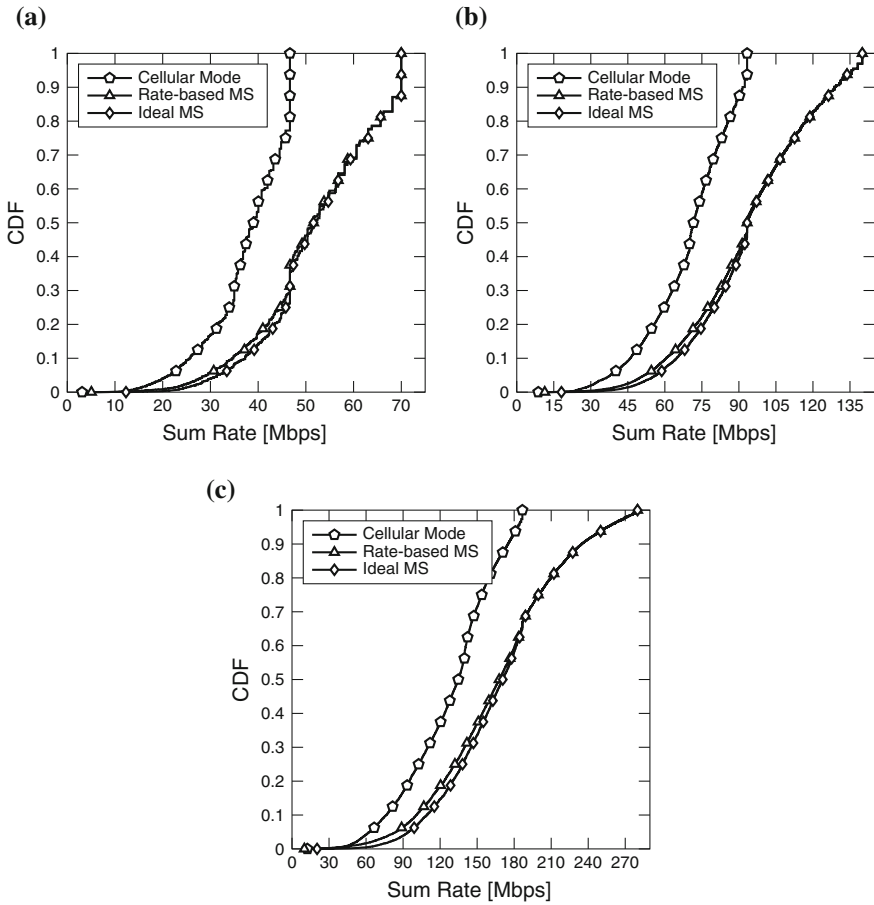 (a)
1
0.9
0.8
0.7
0.6
0.5
0.4
0.3
0.2
0.1
0
CDF
Cellular Mode
Rate-based MS
Ideal MS
0 10 20 30 40 50 60 70
Sum Rate [Mbps]
(b)
1
0.9
0.8
0.7
0.6
0.5
0.4
0.3
0.2
0.1
0
CDF
Cellular Mode
Rate-based MS
Ideal MS
0 15 30 45 60 75 90 105 120 135
Sum Rate [Mbps]
(c)
1
0.9
0.8
0.7
0.6
0.5
0.4
0.3
0.2
0.1
0
CDF
Cellular Mode
Rate-based MS
Ideal MS
0 30 60 90 120 150 180 210 240 270
Sum Rate [Mbps]